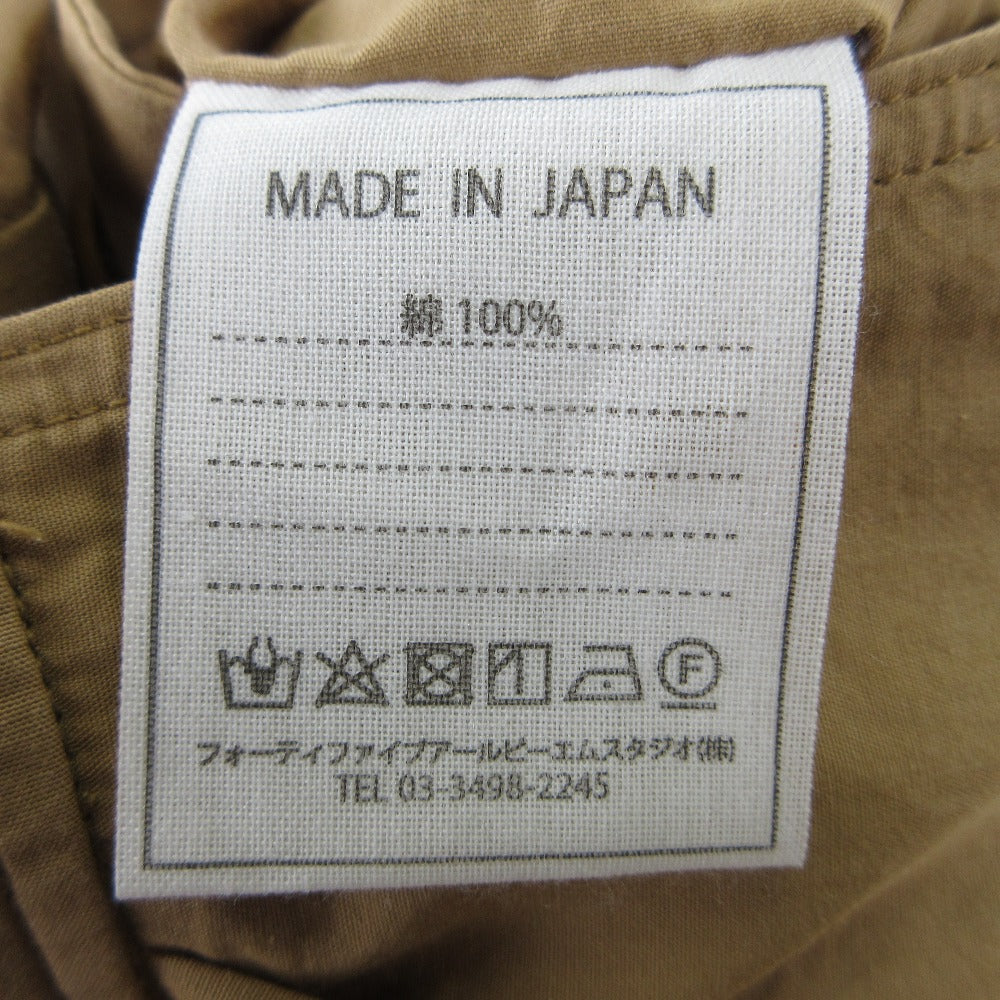 MADE IN JAPAN
綿 100%
F
フォーティファイブアールピーエムスタジオ(株)
TEL 03-3498-2245